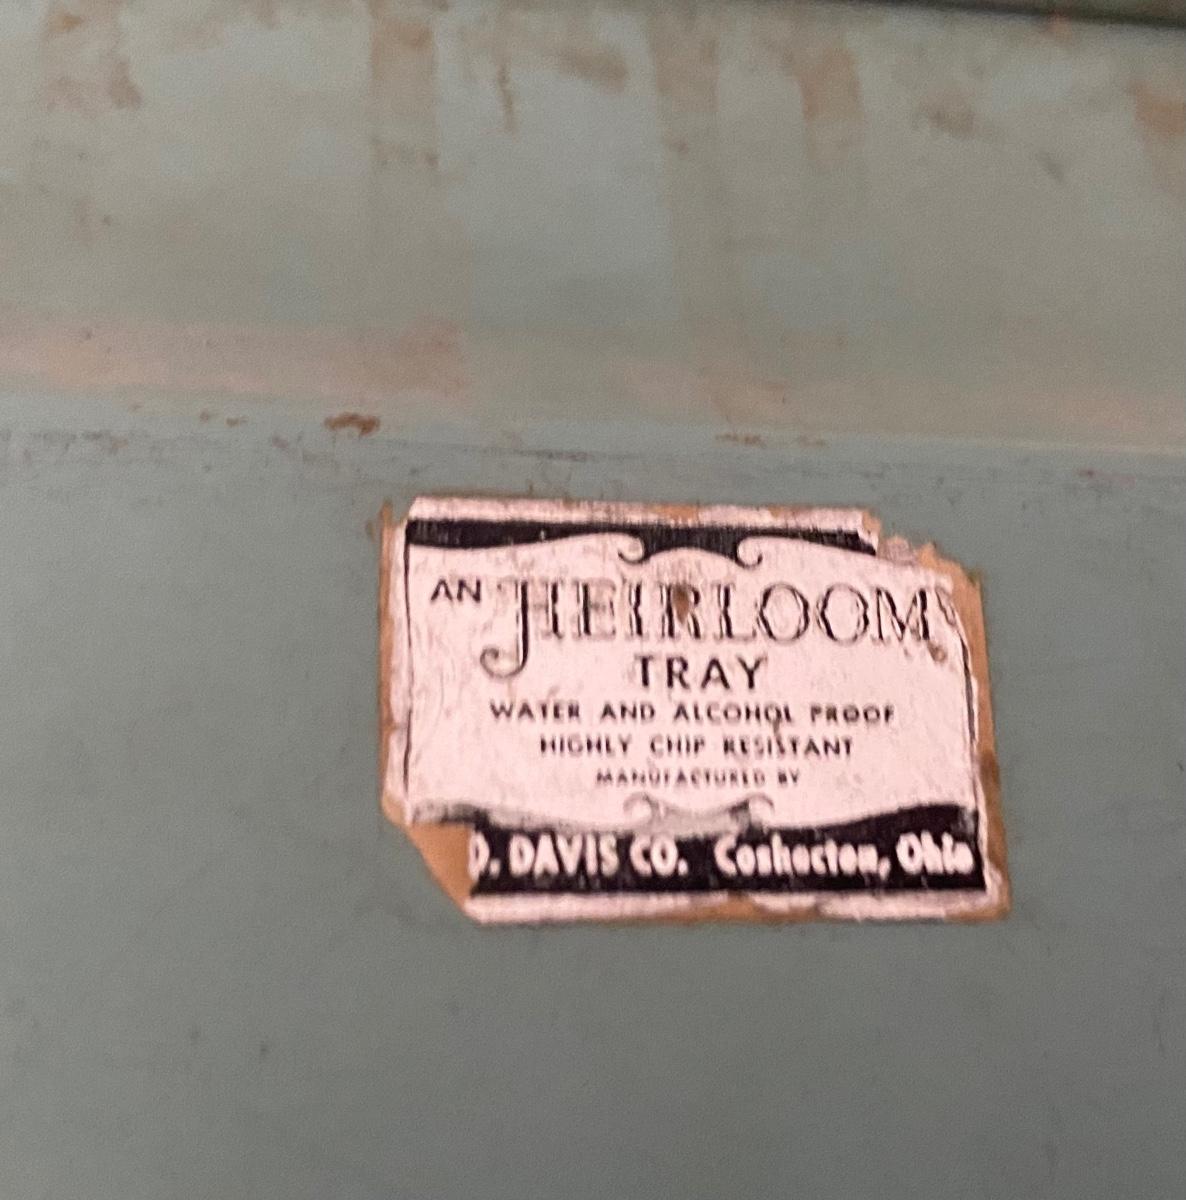 AN HEIRLOOM
TRAY
WATER AND ALCOHOL PROOF
HIGHLY CHIP RESISTANT
MANUFACTURED BY
D. DAVIS CO. Coshocton, Ohio